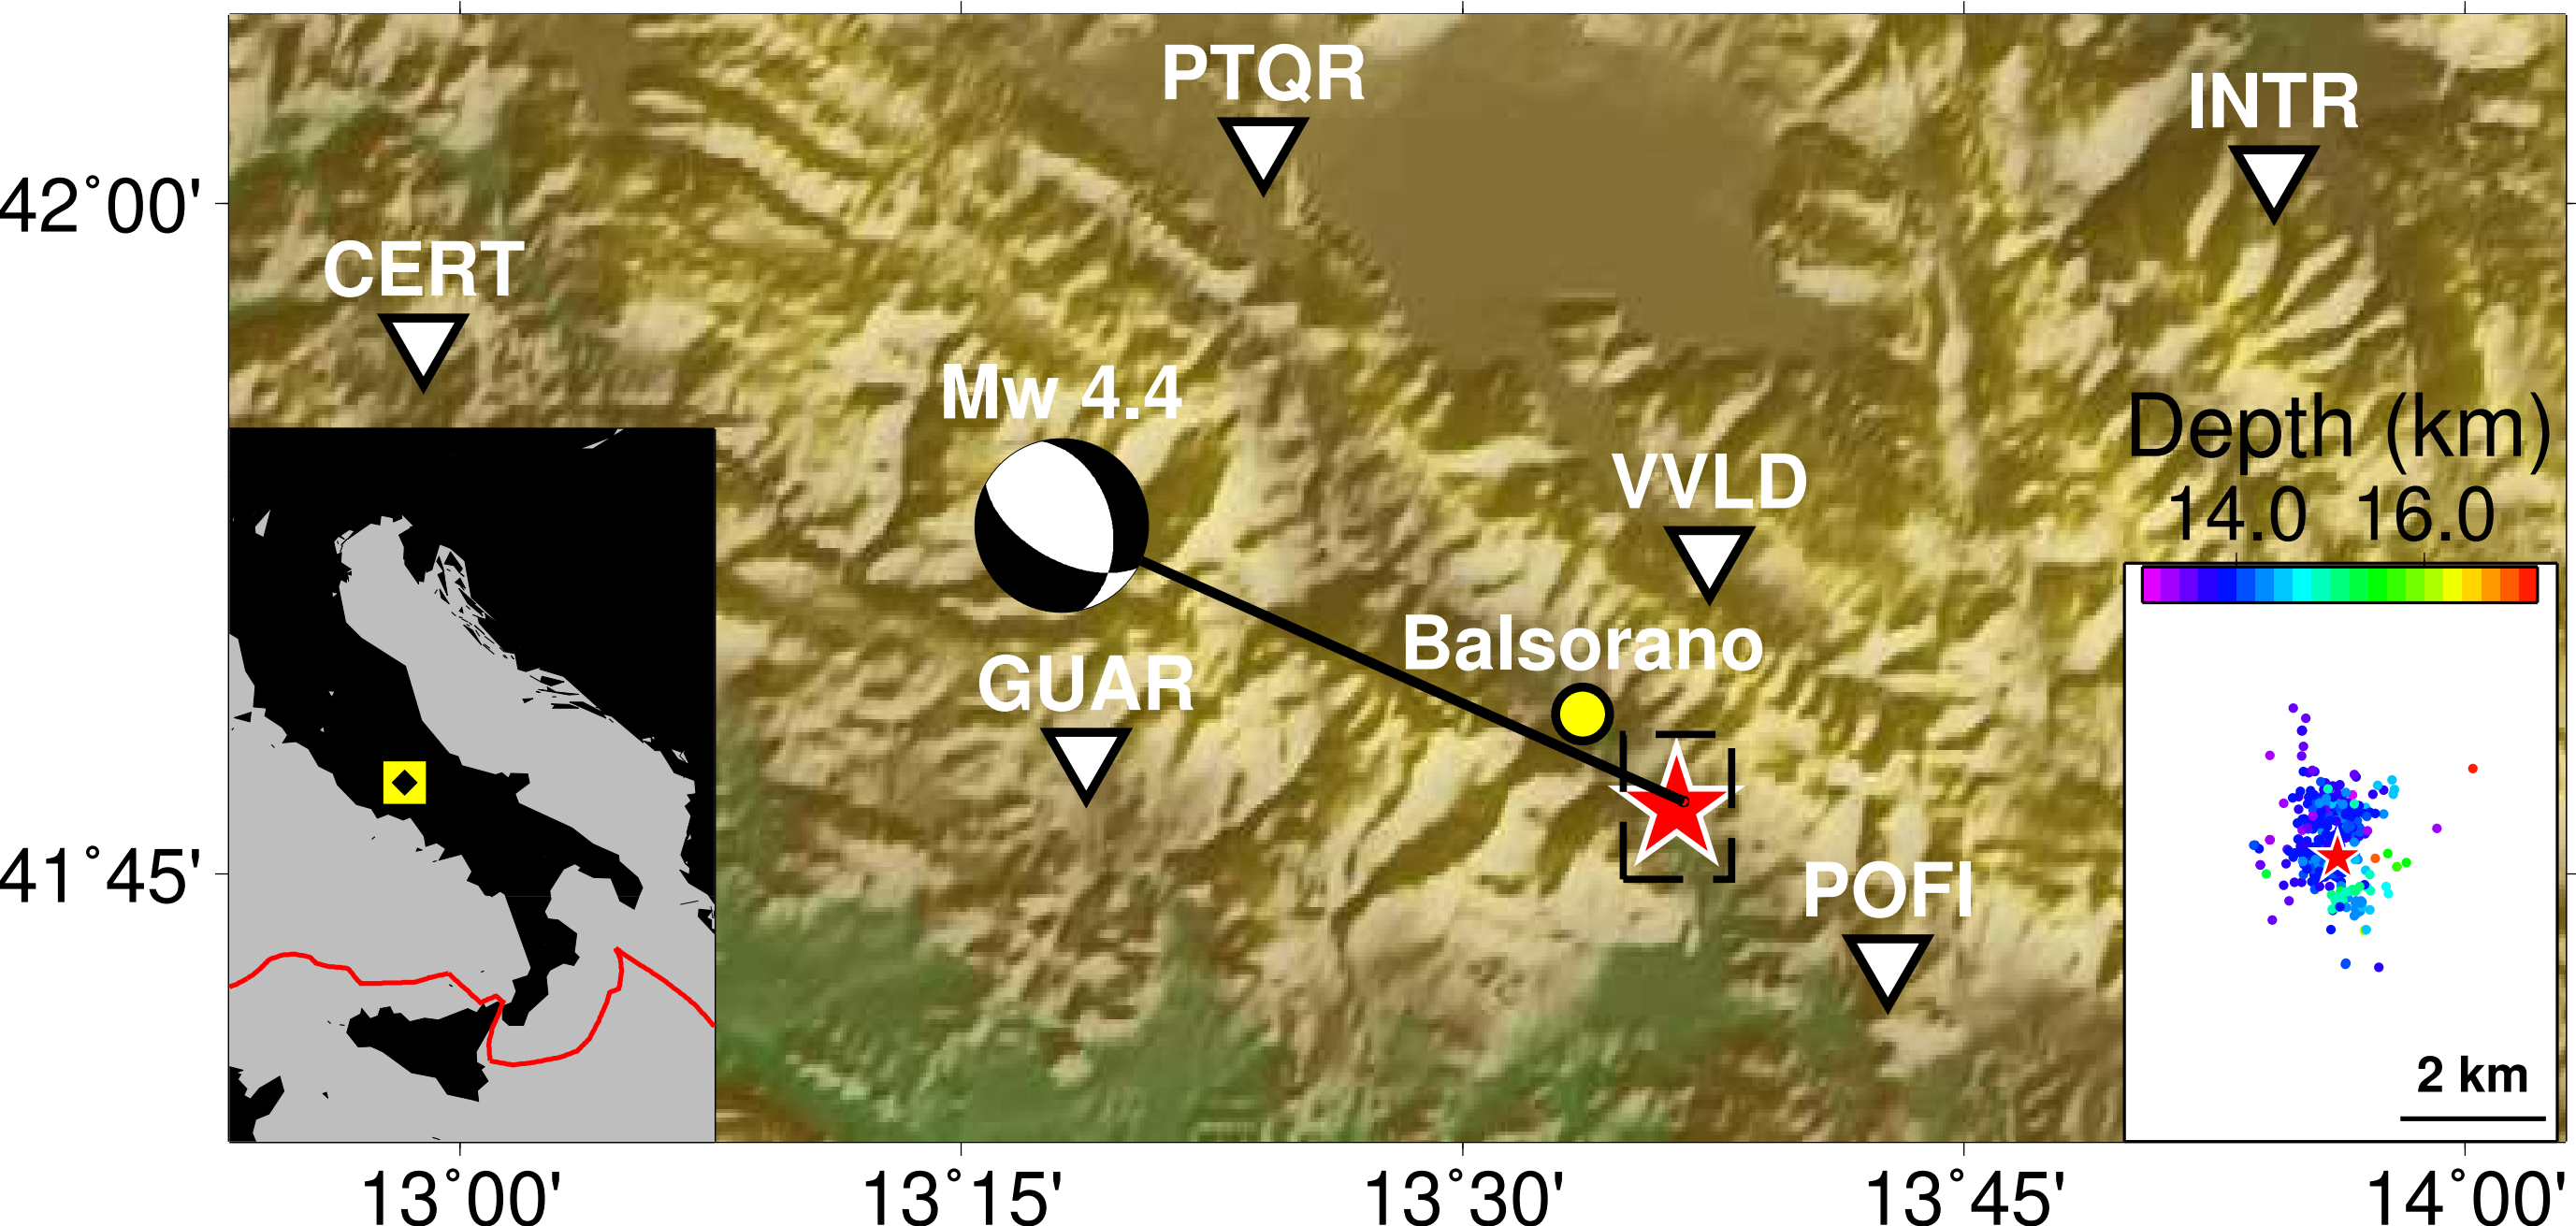 PTQR
INTR
42°00'
CERT
Mw 4.4
Depth (km)
14.0 16.0
VVLD
Balsorano
GUAR
41°45'
POFI
2 km
13°00'
13°15'
13°30'
13°45'
14°00'